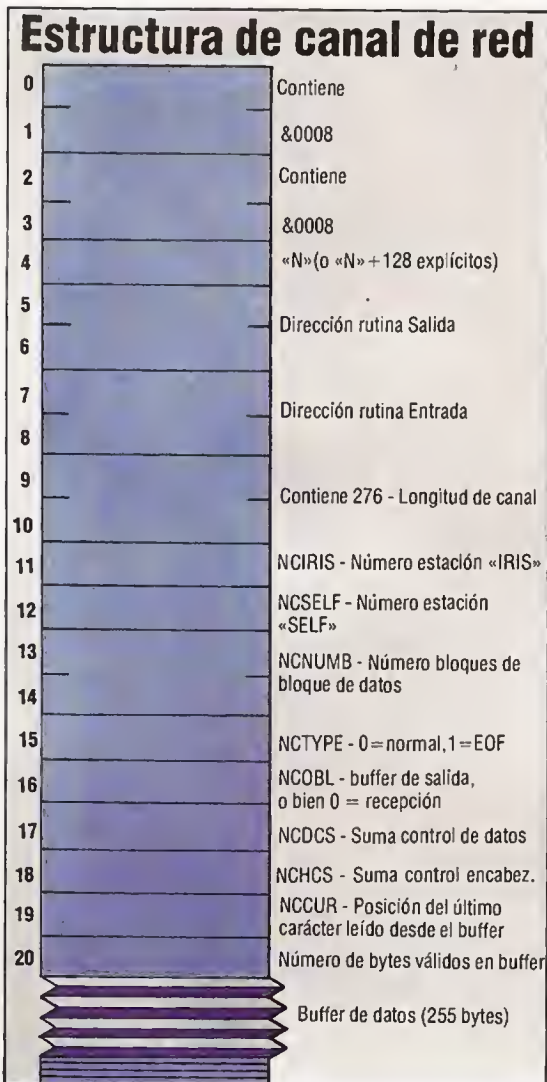 Estructura de canal de red
0 Contiene
1 &0008
2 Contiene
3 &0008
4 «N»(o «N»+128 explícitos)
5
Dirección rutina Salida
6
7
Dirección rutina Entrada
8
9
Contiene 276 - Longitud de canal
10
11 NCIRIS - Número estación «IRIS»
12 NCSELF - Número estación
«SELF»
13 NCNUMB - Número bloques de
14 bloque de datos
15 NCTYPE - 0=normal,1=EOF
16 NCOBL - buffer de salida,
o bien 0 = recepción
17 NCDCS - Suma control de datos
18 NCHCS - Suma control encabez.
19 NCCUR - Posición del último
carácter leído desde el buffer
20 Número de bytes válidos en buffer
Buffer de datos (255 bytes)